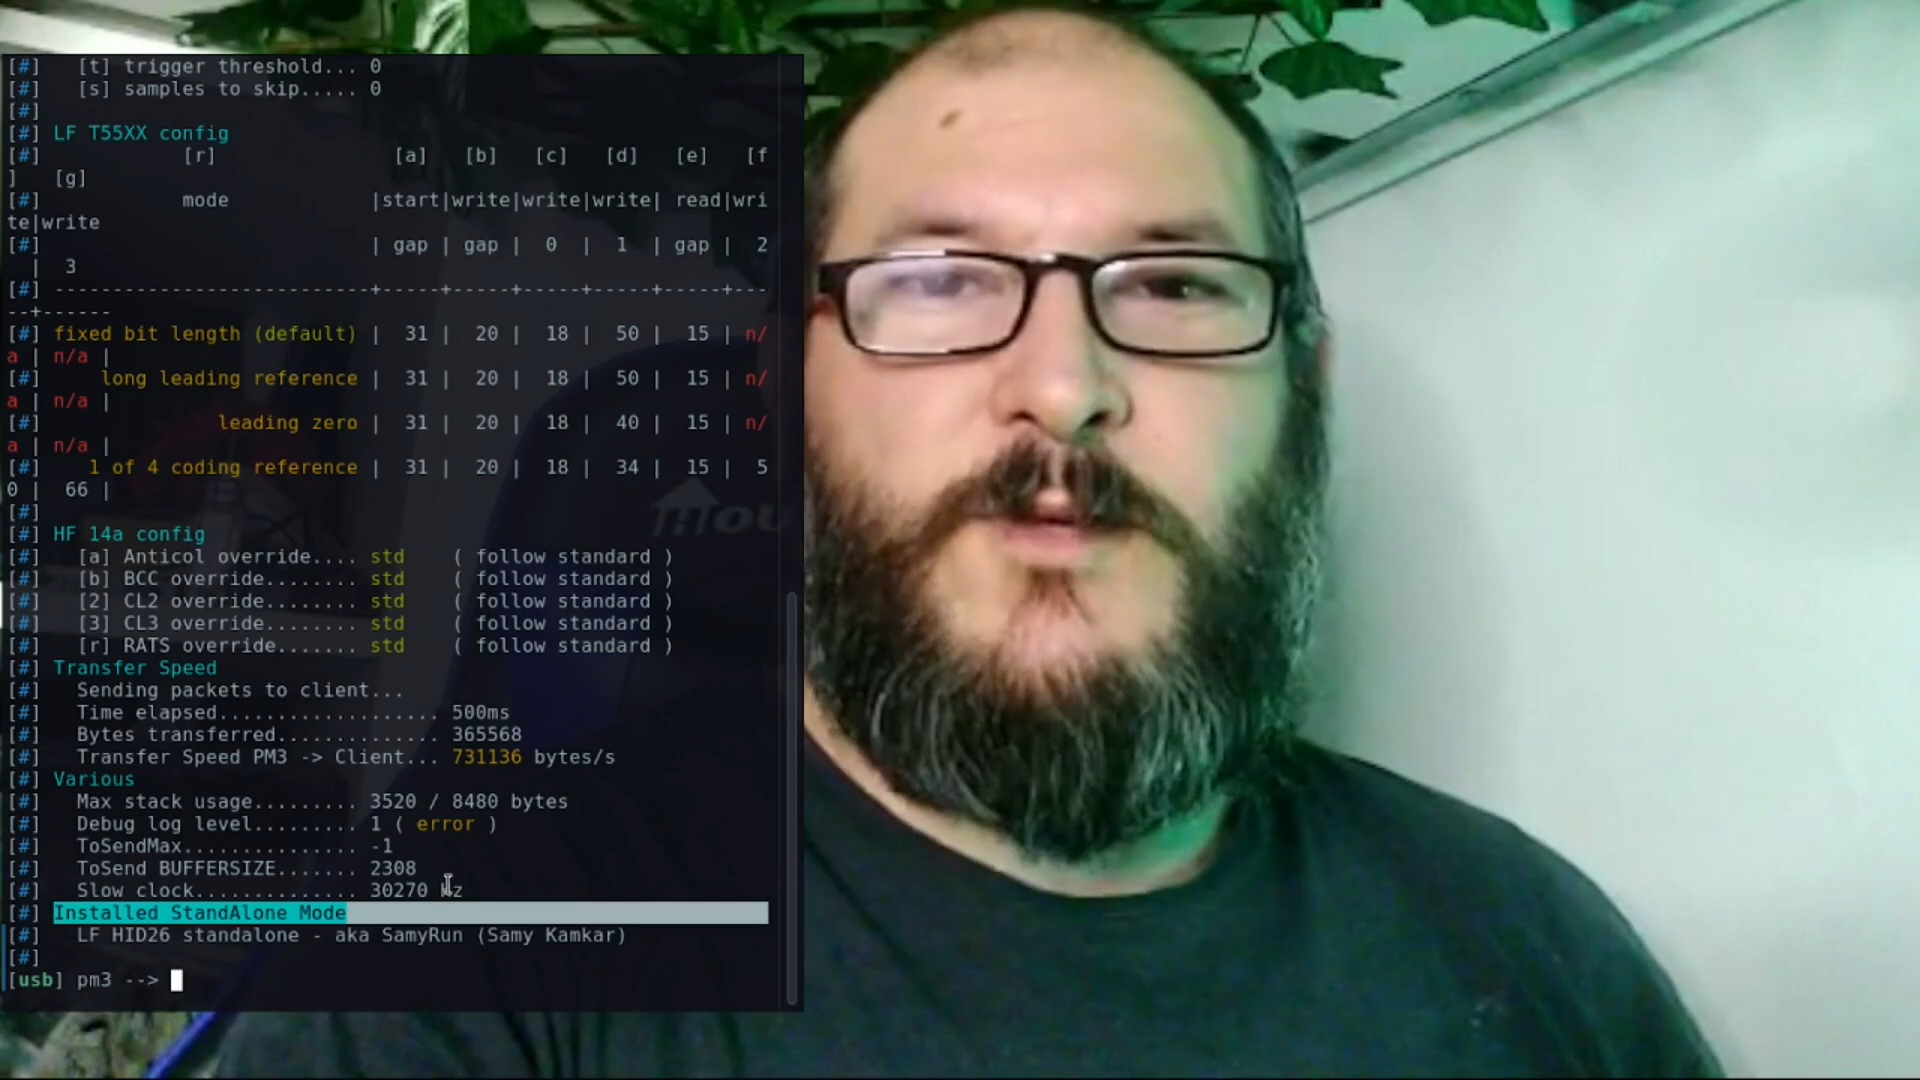 [#]   [t] trigger threshold... 0
[#]   [s] samples to skip..... 0
[#]
[#] LF T55XX config
[#]            [r]               [a]   [b]   [c]   [d]   [e]   [f
]   [g]
[#]            mode            |start|write|write|write| read|wri
te|write
[#]                            | gap | gap |  0  |  1  | gap |  2
  |  3
[#] ---------------------------+-----+-----+-----+-----+-----+---
--+------
[#] fixed bit length (default) |  31 |  20 |  18 |  50 |  15 | n/
a | n/a |
[#]     long leading reference |  31 |  20 |  18 |  50 |  15 | n/
a | n/a |
[#]               leading zero |  31 |  20 |  18 |  40 |  15 | n/
a | n/a |
[#]    1 of 4 coding reference |  31 |  20 |  18 |  34 |  15 |  5
0 |  66 |
[#]
[#] HF 14a config
[#]   [a] Anticol override.... std    ( follow standard )
[#]   [b] BCC override........ std    ( follow standard )
[#]   [2] CL2 override........ std    ( follow standard )
[#]   [3] CL3 override........ std    ( follow standard )
[#]   [r] RATS override....... std    ( follow standard )
[#] Transfer Speed
[#]   Sending packets to client...
[#]   Time elapsed................... 500ms
[#]   Bytes transferred.............. 365568
[#]   Transfer Speed PM3 -> Client... 731136 bytes/s
[#] Various
[#]   Max stack usage......... 3520 / 8480 bytes
[#]   Debug log level......... 1 ( error )
[#]   ToSendMax............... -1
[#]   ToSend BUFFERSIZE....... 2308
[#]   Slow clock.............. 30270 Hz
[#] Installed StandAlone Mode
[#]   LF HID26 standalone - aka SamyRun (Samy Kamkar)
[#]
[usb] pm3 -->